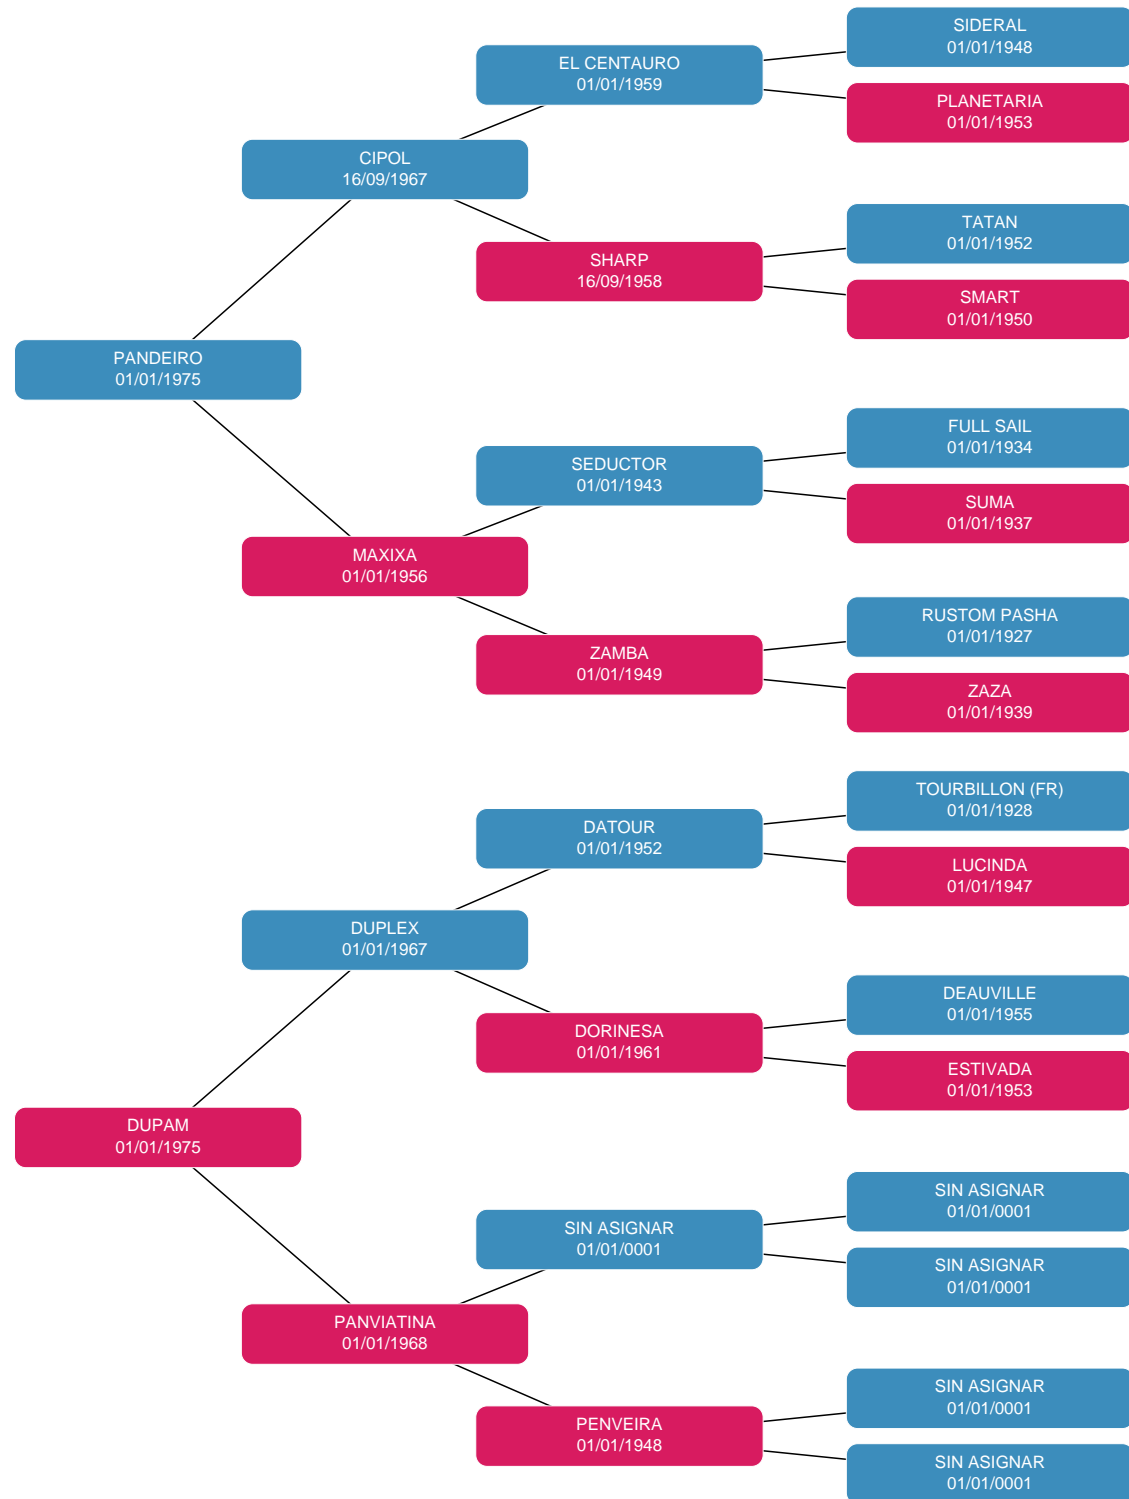 SIDERAL
01/01/1948
EL CENTAURO
01/01/1959
PLANETARIA
01/01/1953
CIPOL
16/09/1967
TATAN
01/01/1952
SHARP
16/09/1958
SMART
01/01/1950
PANDEIRO
01/01/1975
FULL SAIL
01/01/1934
SEDUCTOR
01/01/1943
SUMA
01/01/1937
MAXIXA
01/01/1956
RUSTOM PASHA
01/01/1927
ZAMBA
01/01/1949
ZAZA
01/01/1939
TOURBILLON (FR)
01/01/1928
DATOUR
01/01/1952
LUCINDA
01/01/1947
DUPLEX
01/01/1967
DEAUVILLE
01/01/1955
DORINESA
01/01/1961
ESTIVADA
01/01/1953
DUPAM
01/01/1975
SIN ASIGNAR
01/01/0001
SIN ASIGNAR
01/01/0001
SIN ASIGNAR
01/01/0001
PANVIATINA
01/01/1968
SIN ASIGNAR
01/01/0001
PENVEIRA
01/01/1948
SIN ASIGNAR
01/01/0001